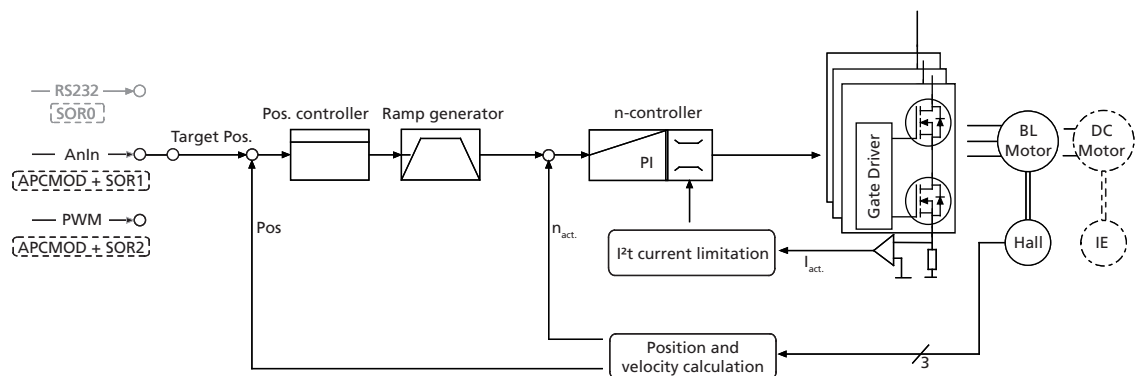 RS232
SOR0
AnIn
APCMOD + SOR1
PWM
APCMOD + SOR2
Target Pos.
Pos. controller
Ramp generator
n-controller
PI
Gate Driver
BL
Motor
DC
Motor
Hall
IE
Pos
nact.
I²t current limitation
Iact.
Position and
velocity calculation
3